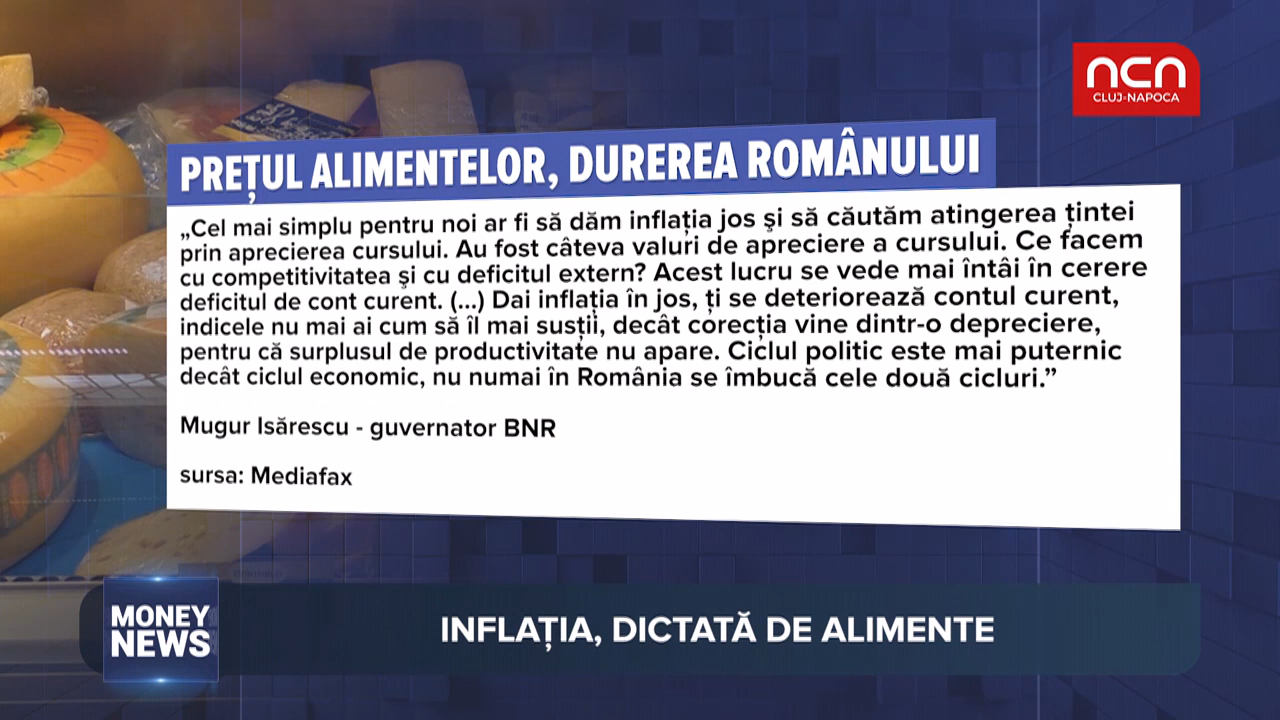 ncn
CLUJ-NAPOCA
PREȚUL ALIMENTELOR, DUREREA ROMÂNULUI
„Cel mai simplu pentru noi ar fi să dăm inflația jos şi să căutăm atingerea țintei
prin aprecierea cursului. Au fost câteva valuri de apreciere a cursului. Ce facem
cu competitivitatea şi cu deficitul extern? Acest lucru se vede mai întâi în cerere
deficitul de cont curent. (...) Dai inflația în jos, ți se deteriorează contul curent,
indicele nu mai ai cum să îl mai susții, decât corecția vine dintr-o depreciere,
pentru că surplusul de productivitate nu apare. Ciclul politic este mai puternic
decât ciclul economic, nu numai în România se îmbucă cele două cicluri.”
Mugur Isărescu - guvernator BNR
sursa: Mediafax
MONEY
NEWS
INFLAȚIA, DICTATĂ DE ALIMENTE